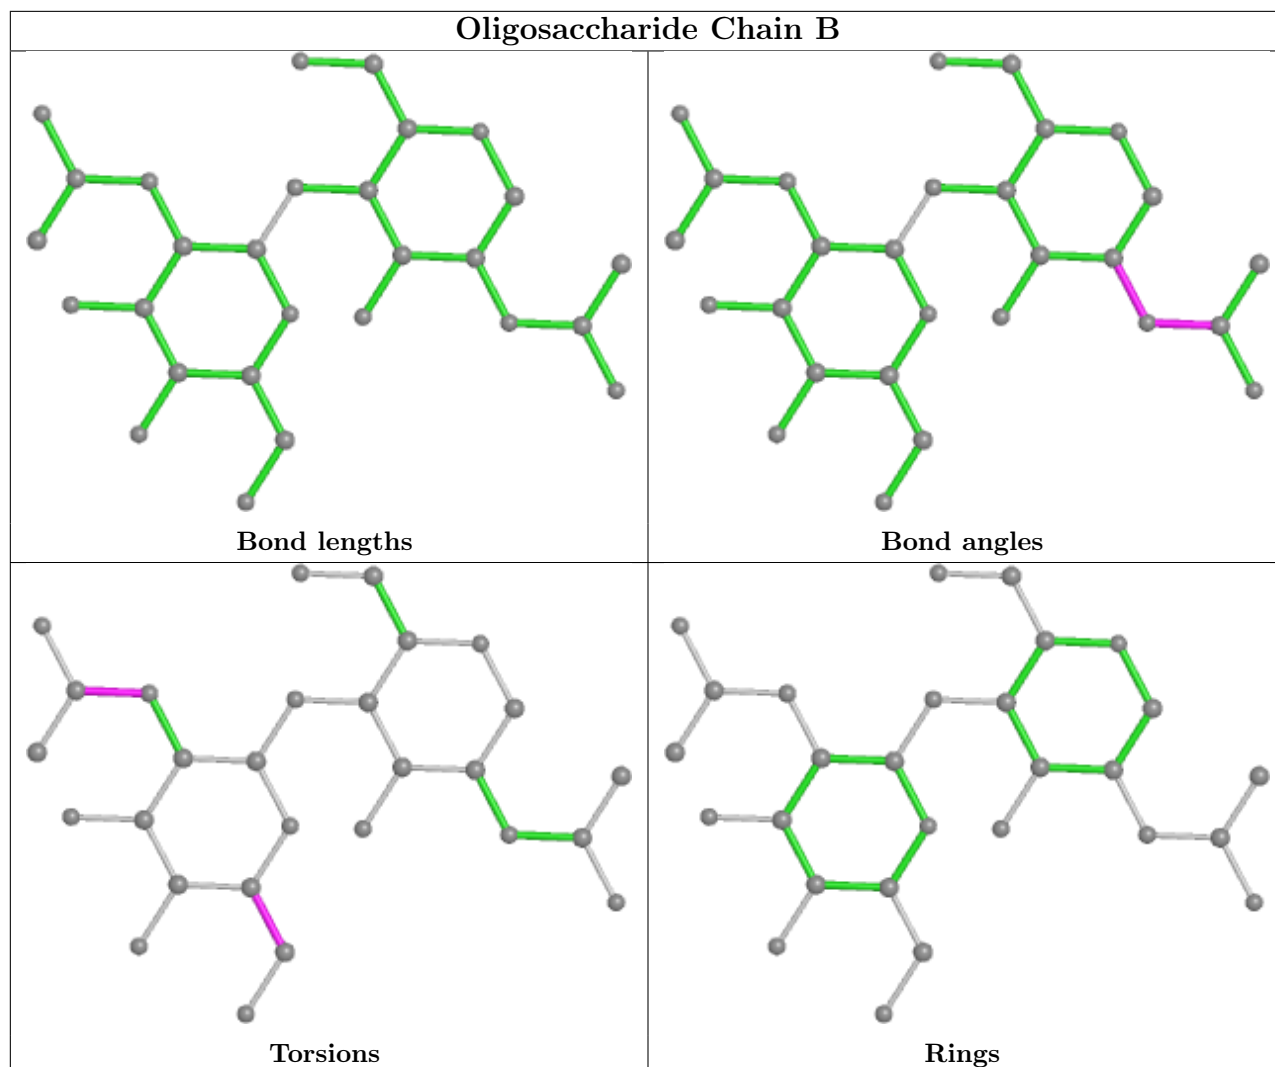 Oligosaccharide Chain B
Bond lengths
Bond angles
Torsions
Rings